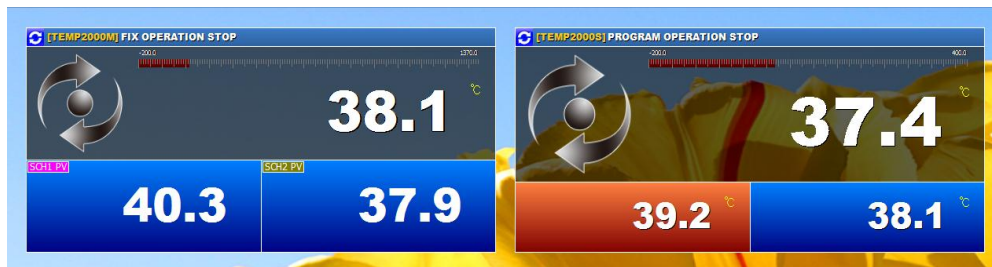 [TEMP2000M] FIX OPERATION STOP
-200.0 1370.0
38.1 ℃
SCH1 PV SCH2 PV
40.3 37.9
[TEMP2000S] PROGRAM OPERATION STOP
-200.0 400.0
37.4 ℃
39.2 ℃ 38.1 ℃